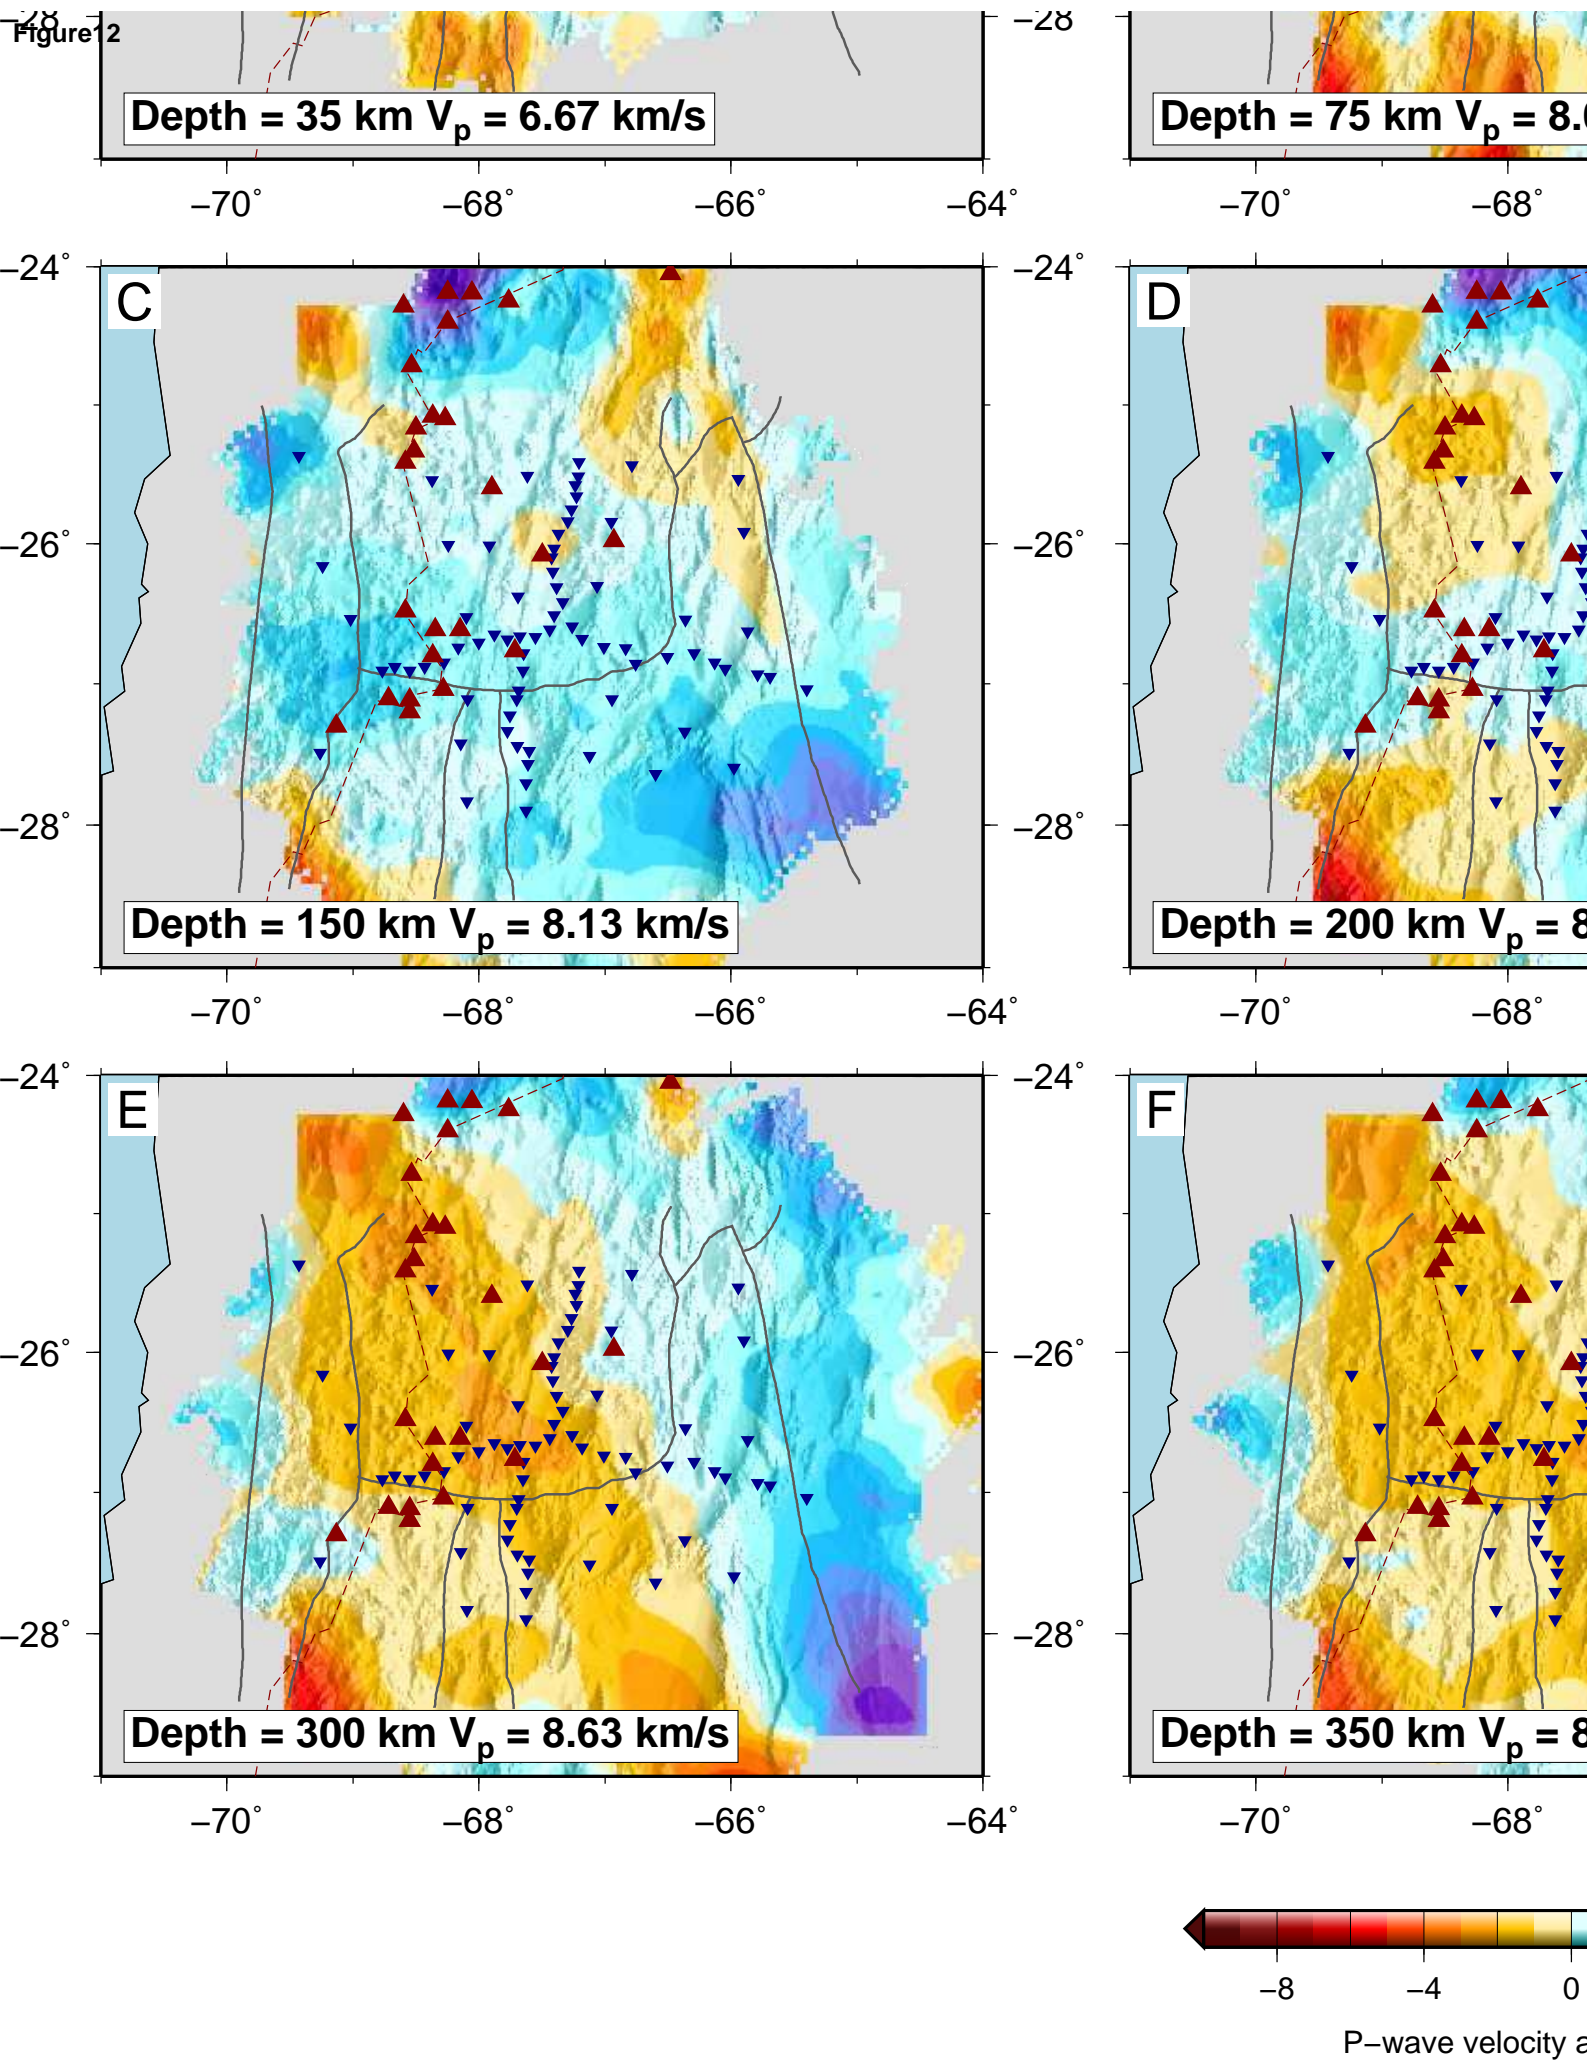 −28 −28
Figure12
Depth = 35 km Vp = 6.67 km/s
Depth = 75 km Vp = 8.
−70° −68° −66° −64° −70° −68°
−24° −24°
C D
−26° −26°
−28° −28°
Depth = 150 km Vp = 8.13 km/s
Depth = 200 km Vp = 8
−70° −68° −66° −64° −70° −68°
−24° −24°
E F
−26° −26°
−28° −28°
Depth = 300 km Vp = 8.63 km/s
Depth = 350 km Vp = 8
−70° −68° −66° −64° −70° −68°
−8 −4 0
P−wave velocity a